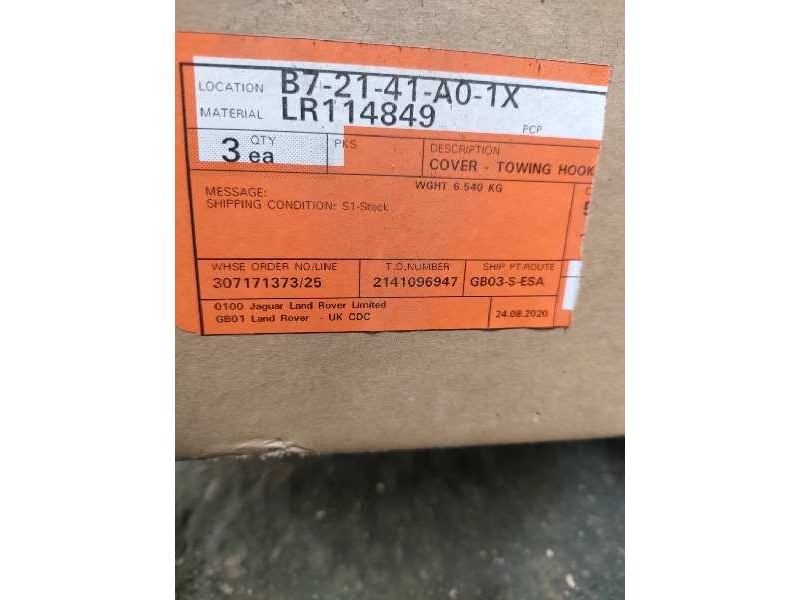 LOCATION B7-21-41-A0-1X
MATERIAL LR114849
PCP
QTY PKS DESCRIPTION
3 ea COVER - TOWING HOOK
WGHT 6.540 KG
MESSAGE:
SHIPPING CONDITION: S1-Stock
WHSE ORDER NO/LINE T.O.NUMBER SHIP PT/ROUTE
307171373/25 2141096947 GB03-S-ESA
0100 Jaguar Land Rover Limited
GB01 Land Rover - UK CDC
24.08.2020